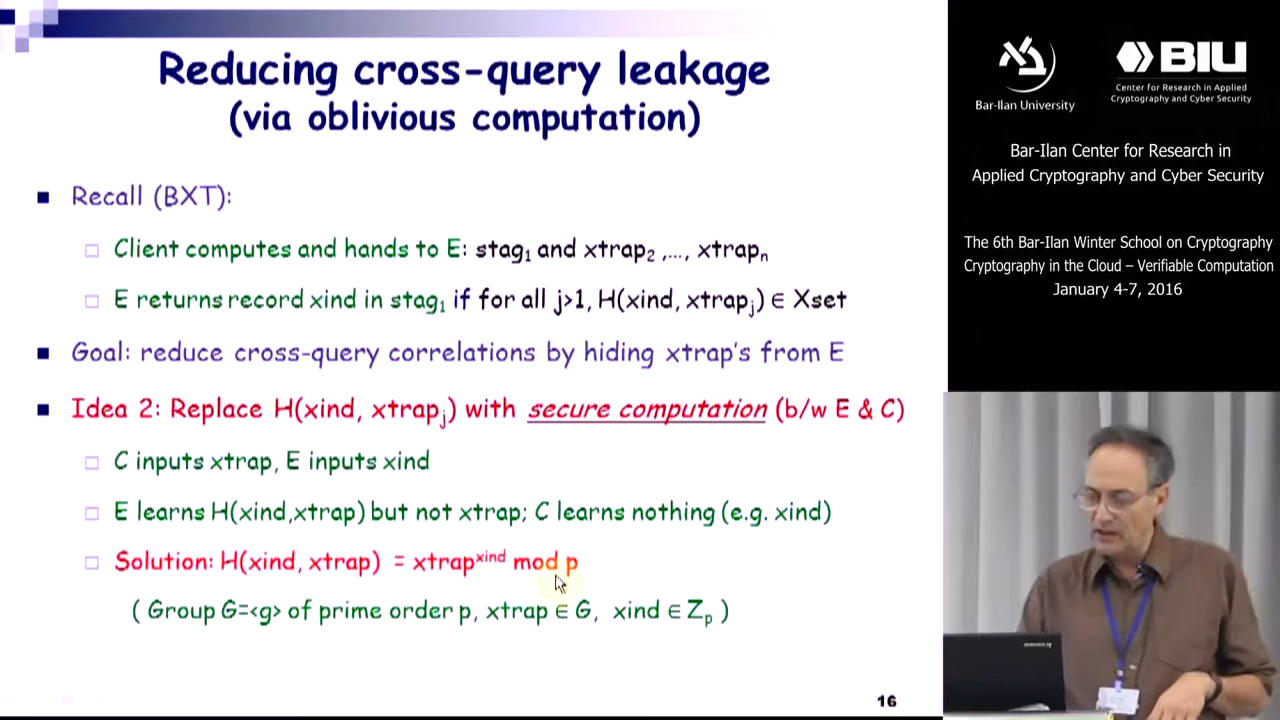 Reducing cross-query leakage
(via oblivious computation)
Recall (BXT):
Client computes and hands to E: stag₁ and xtrap₂ ,…, xtrapₙ
E returns record xind in stag₁ if for all j>1, H(xind, xtrapⱼ) ∈ Xset
Goal: reduce cross-query correlations by hiding xtrap's from E
Idea 2: Replace H(xind, xtrapⱼ) with secure computation (b/w E & C)
C inputs xtrap, E inputs xind
E learns H(xind,xtrap) but not xtrap; C learns nothing (e.g. xind)
Solution: H(xind, xtrap) = xtrap^xind mod p
( Group G=<g> of prime order p, xtrap ∈ G, xind ∈ Zₚ )
16
Bar-Ilan University
BIU
Center for Research in Applied
Cryptography and Cyber Security
Bar-Ilan Center for Research in
Applied Cryptography and Cyber Security
The 6th Bar-Ilan Winter School on Cryptography
Cryptography in the Cloud – Verifiable Computation
January 4-7, 2016